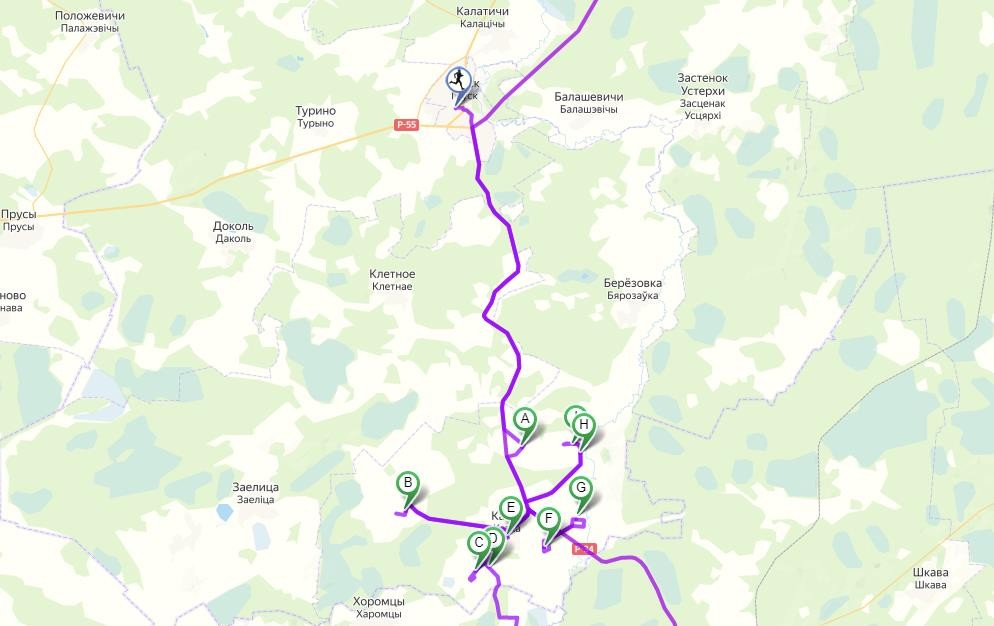 Положевичи
Палажэвічы
Калатичи
Калацічы
Застенок
Устерхи
Засценак
Усцярхі
Балашевичи
Балашэвічы
Турино
Турыно
Р-55
Прусы
Прусы
Доколь
Даколь
Клетное
Клетнае
Берёзовка
Бярозаўка
A
H
B
Заелица
Заеліца
G
E
F
C
D
Шкава
Шкава
Хоромцы
Харомцы